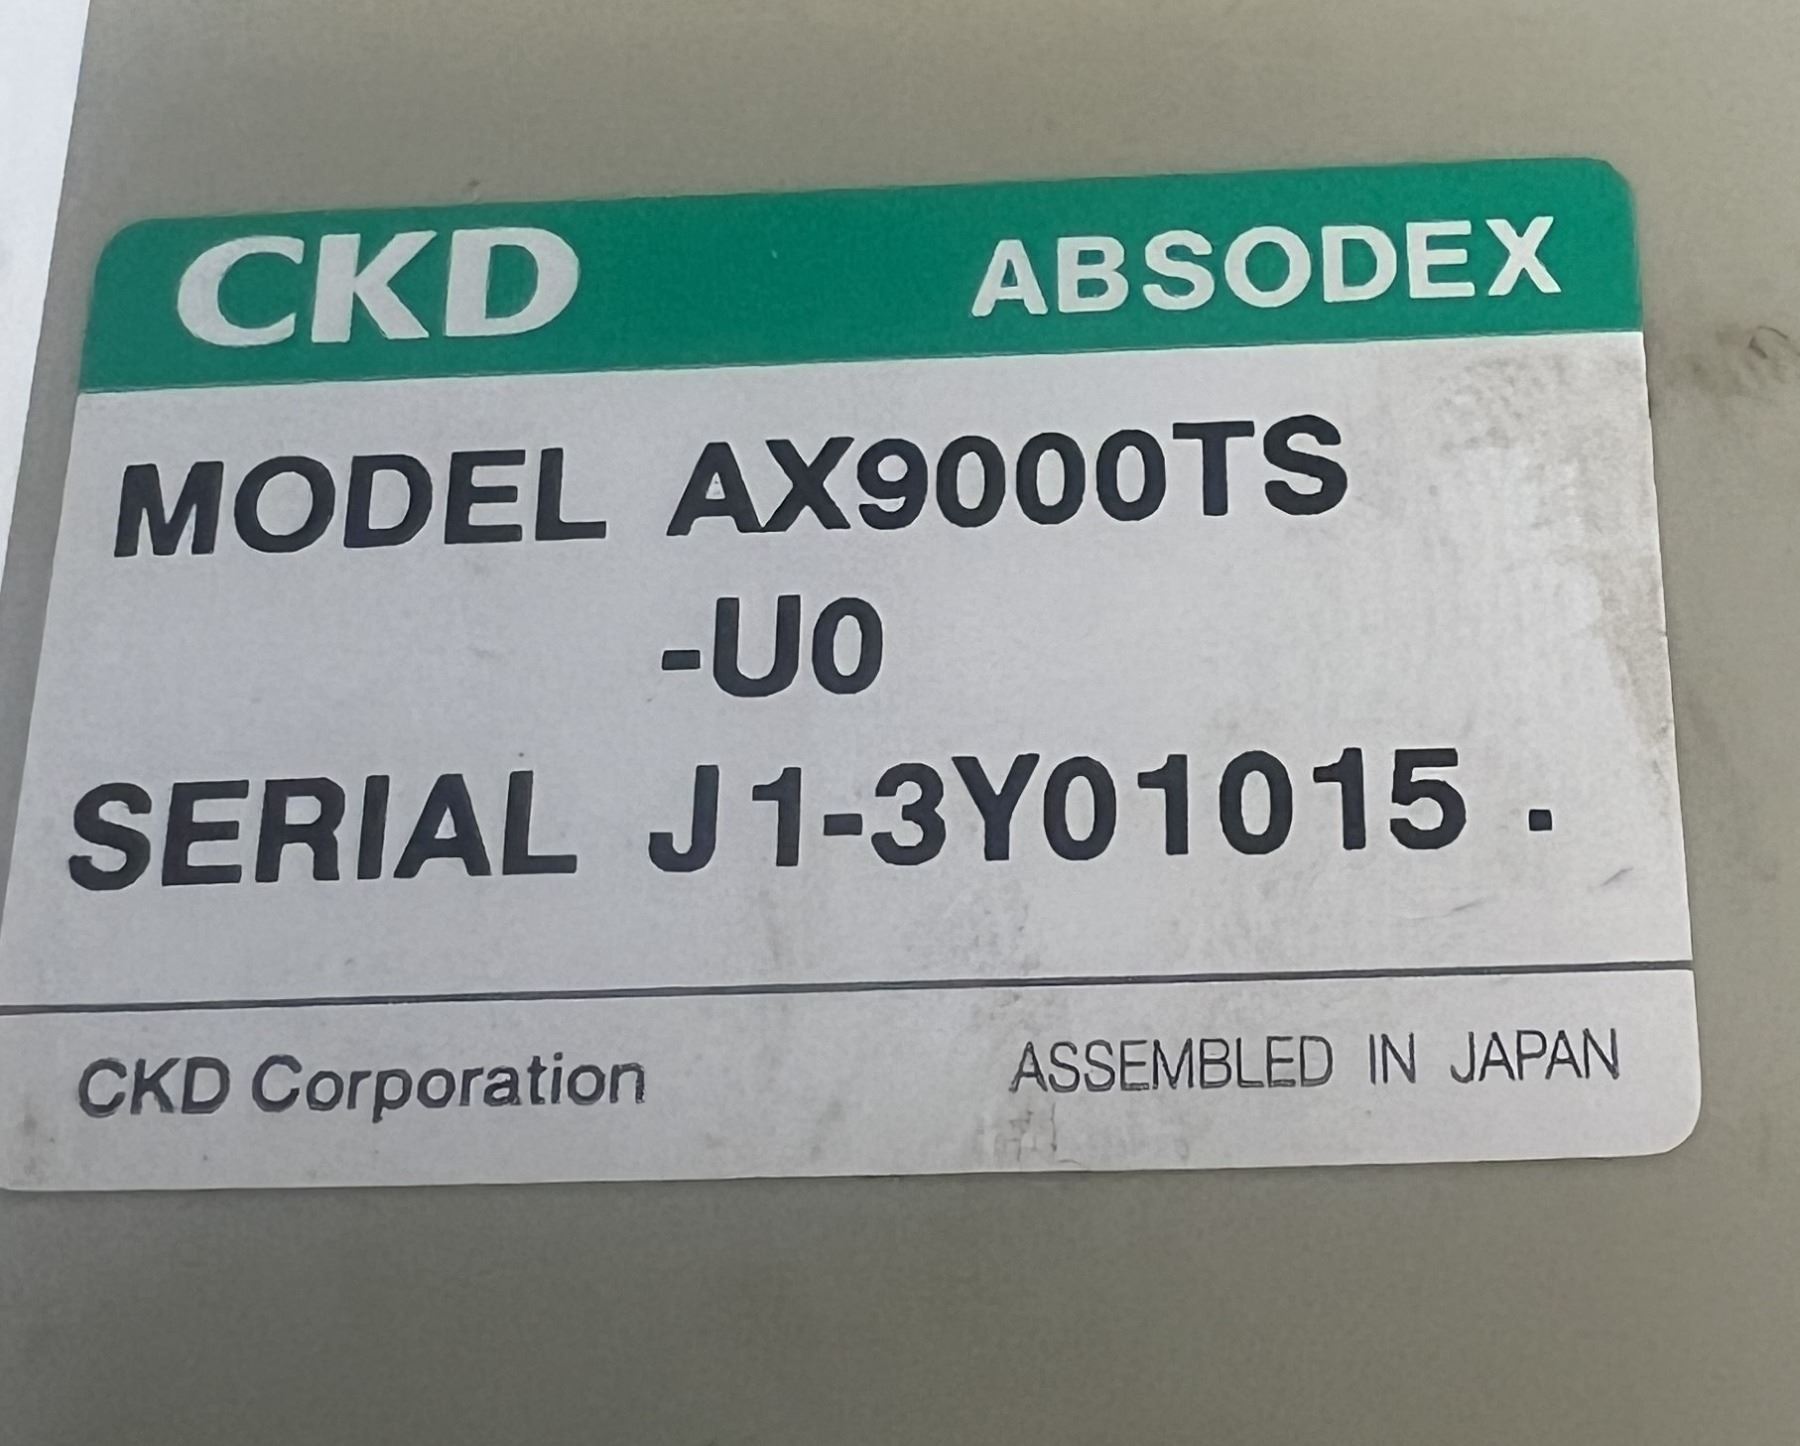 CKD ABSODEX
MODEL AX9000TS
-U0
SERIAL J1-3Y01015 .
CKD Corporation ASSEMBLED IN JAPAN